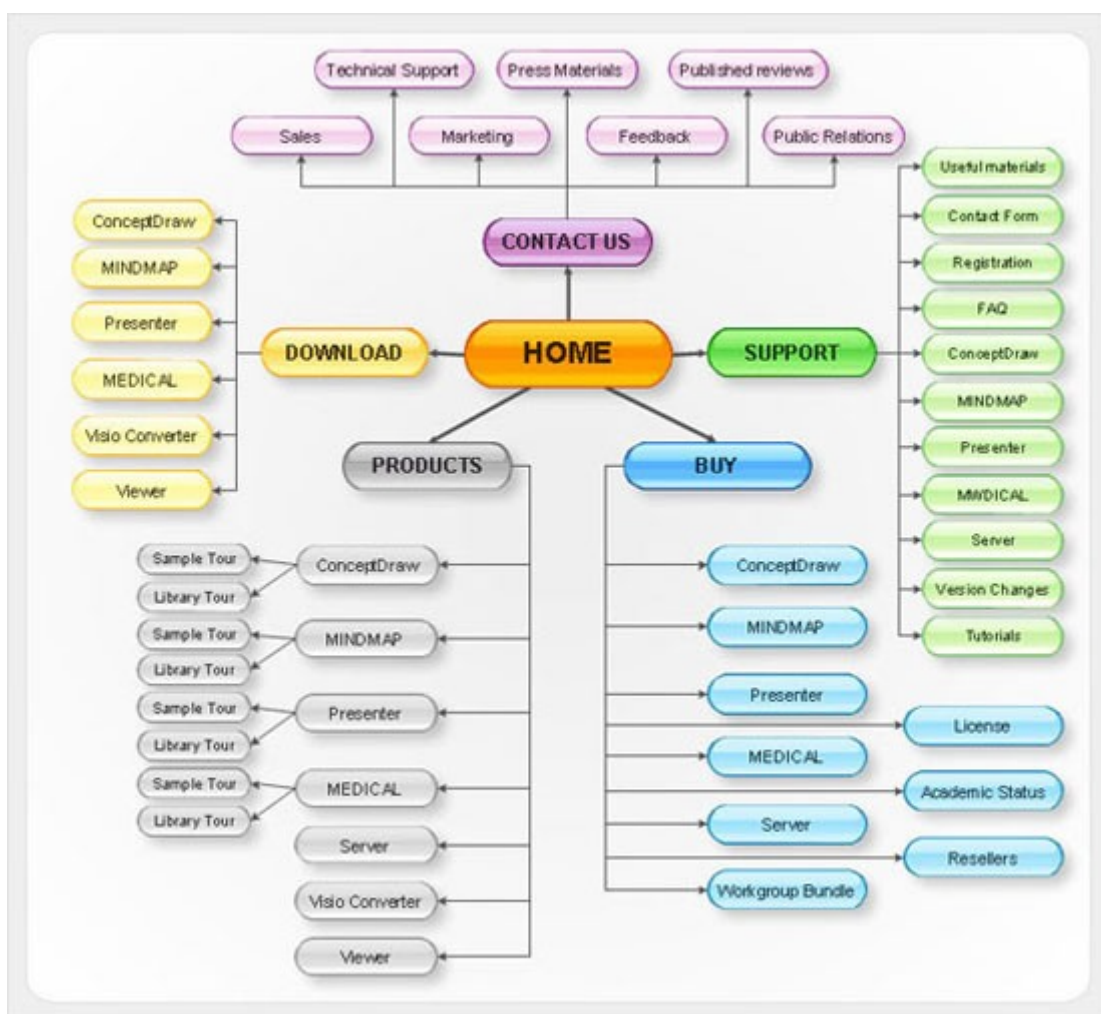 Technical Support
Press Materials
Published reviews
Sales
Marketing
Feedback
Public Relations
CONTACT US
HOME
DOWNLOAD
ConceptDraw
MINDMAP
Presenter
MEDICAL
Visio Converter
Viewer
SUPPORT
Useful materials
Contact Form
Registration
FAQ
ConceptDraw
MINDMAP
Presenter
MWDICAL
Server
Version Changes
Tutorials
PRODUCTS
ConceptDraw
Sample Tour
Library Tour
MINDMAP
Sample Tour
Library Tour
Presenter
Sample Tour
Library Tour
MEDICAL
Sample Tour
Library Tour
Server
Visio Converter
Viewer
BUY
ConceptDraw
MINDMAP
Presenter
License
MEDICAL
Academic Status
Server
Resellers
Workgroup Bundle